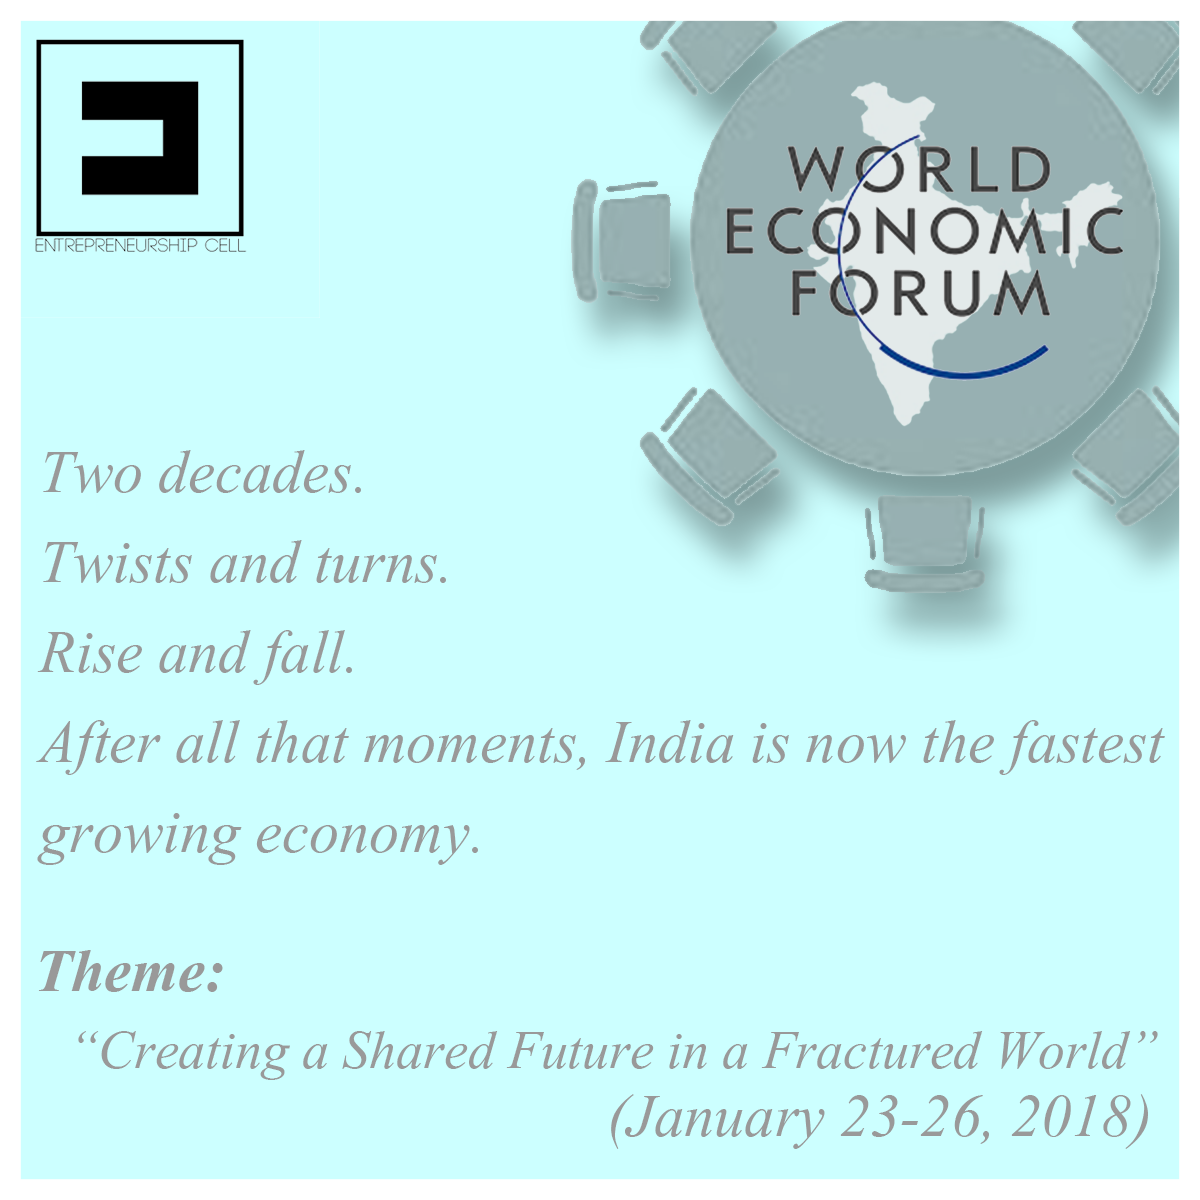 ENTREPRENEURSHIP CELL
WORLD
ECONOMIC
FORUM
Two decades.
Twists and turns.
Rise and fall.
After all that moments, India is now the fastest
growing economy.
Theme:
“Creating a Shared Future in a Fractured World”
(January 23-26, 2018)